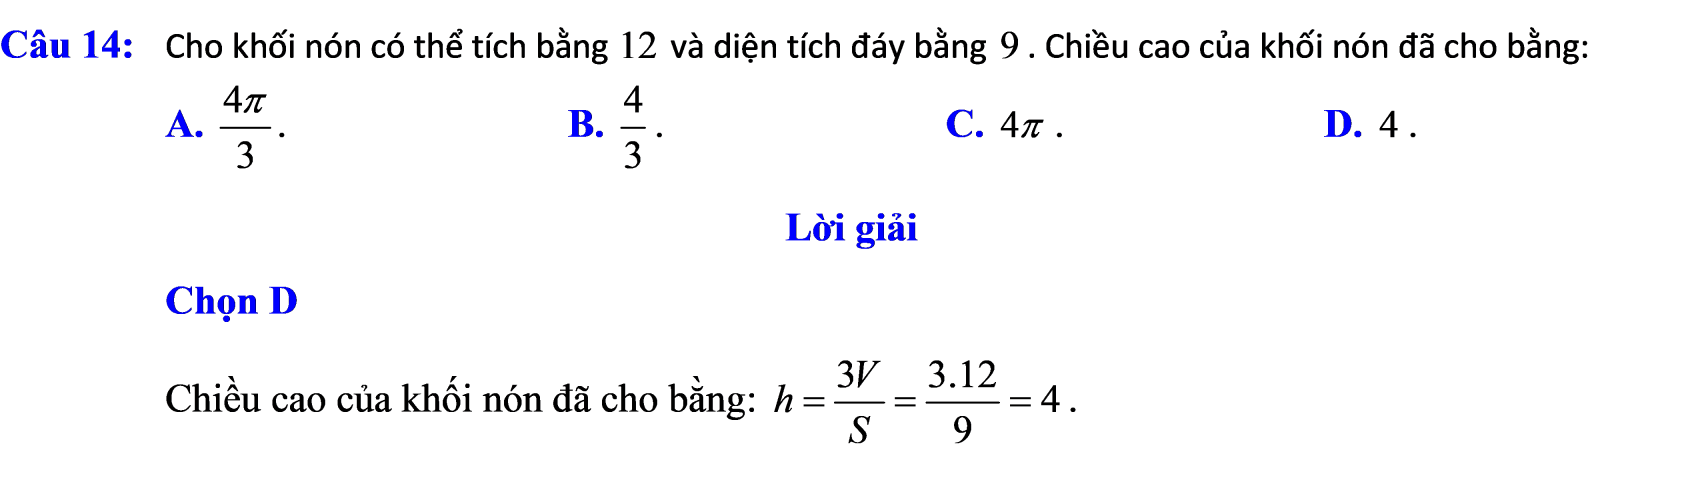 Câu 14: Cho khối nón có thể tích bằng 12 và diện tích đáy bằng 9 . Chiều cao của khối nón đã cho bằng:
A. \frac{4\pi}{3}. B. \frac{4}{3}. C. 4π . D. 4 .
Lời giải
Chọn D
Chiều cao của khối nón đã cho bằng: h = \frac{3V}{S} = \frac{3.12}{9} = 4 .